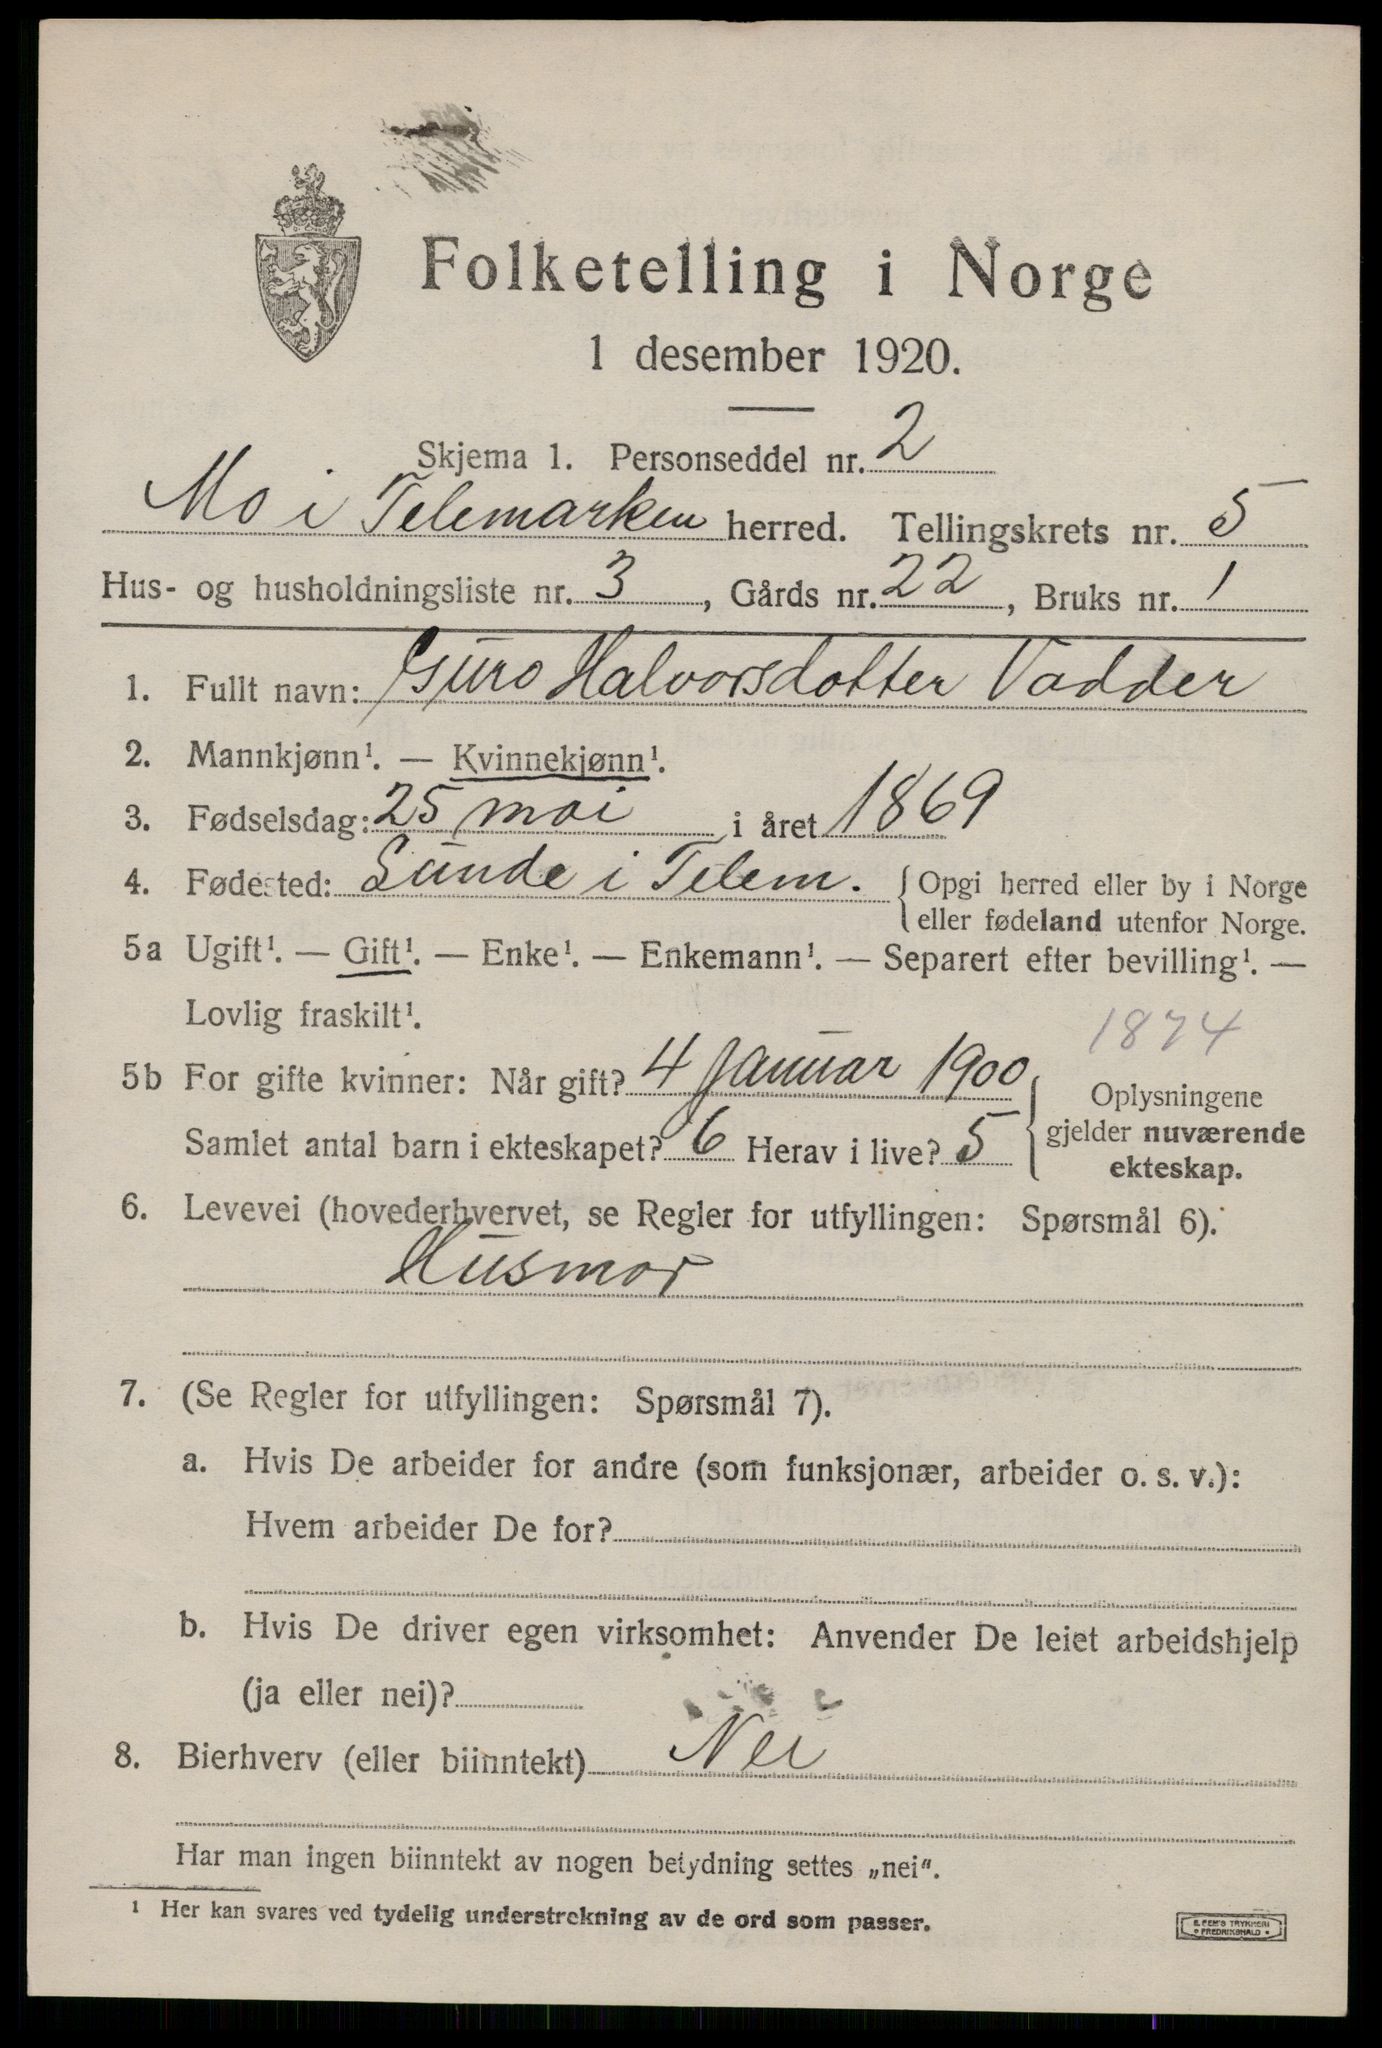 Folketelling i Norge
1 desember 1920.
Skjema 1. Personseddel nr. 2
Mo i Telemarken herred. Tellingskrets nr. 5
Hus- og husholdningsliste nr. 3, Gårds nr. 22, Bruks nr. 1
1. Fullt navn: Guro Halvorsdotter Vadder
2. Mannkjønn¹. — Kvinnekjønn¹.
3. Fødselsdag: 25 mai i året 1869
4. Fødested: Lunde i Telem. { Opgi herred eller by i Norge
eller fødeland utenfor Norge.
5a Ugift¹. — Gift¹. — Enke¹. — Enkemann¹. — Separert efter bevilling¹. —
Lovlig fraskilt¹.
1874
5b For gifte kvinner: Når gift? 4 Januar 1900
Samlet antal barn i ekteskapet? 6 Herav i live? 5
Oplysningene
gjelder nuværende
ekteskap.
6. Levevei (hovederhvervet, se Regler for utfyllingen: Spørsmål 6).
Husmor
7. (Se Regler for utfyllingen: Spørsmål 7).
a. Hvis De arbeider for andre (som funksjonær, arbeider o. s. v.):
Hvem arbeider De for?
b. Hvis De driver egen virksomhet: Anvender De leiet arbeidshjelp
(ja eller nei)?
8. Bierhverv (eller biinntekt) Nei
Har man ingen biinntekt av nogen betydning settes „nei“.
1 Her kan svares ved tydelig understrekning av de ord som passer.
E. SEM'S TRYKKERI
• FREDRIKSHALD •